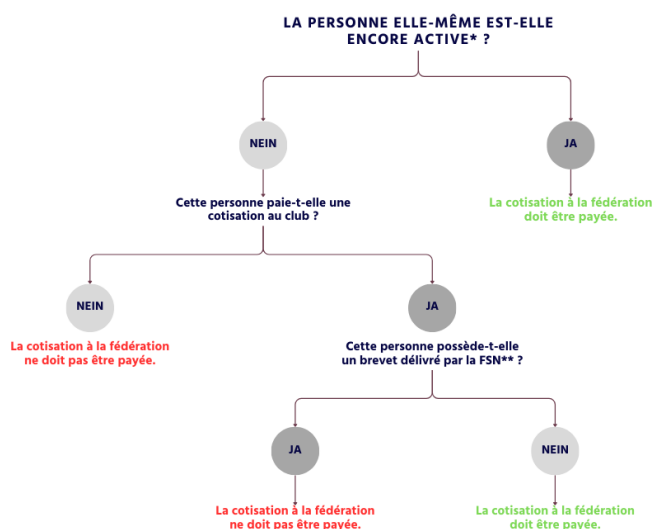 LA PERSONNE ELLE-MÊME EST-ELLE
ENCORE ACTIVE* ?
NEIN
JA
Cette personne paie-t-elle une
cotisation au club ?
La cotisation à la fédération
doit être payée.
NEIN
JA
La cotisation à la fédération
ne doit pas être payée.
Cette personne possède-t-elle
un brevet délivré par la FSN** ?
JA
NEIN
La cotisation à la fédération
ne doit pas être payée.
La cotisation à la fédération
doit être payée.